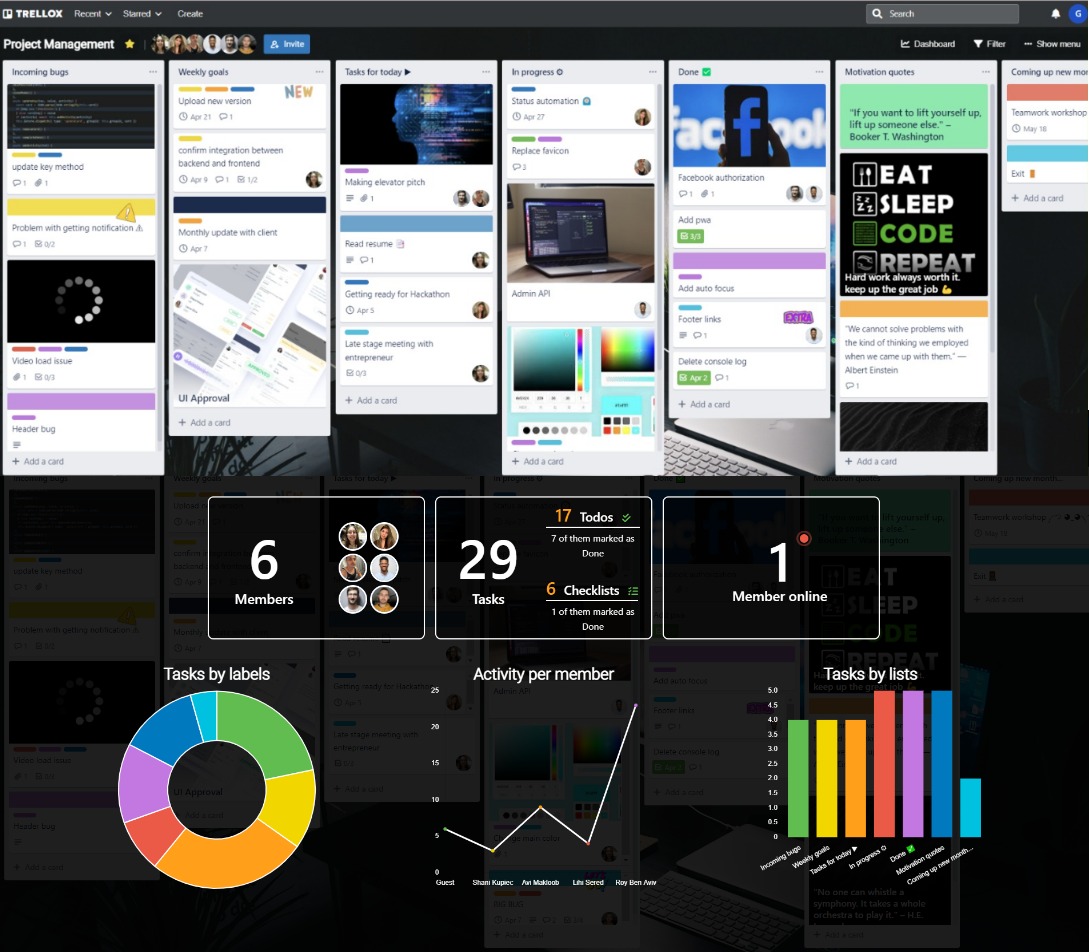 TRELLOX Recent Starred Create Search G
Project Management Invite Dashboard Filter Show menu
Incoming bugs
update key method
1 1
Problem with getting notification ⚠
1 0/2
Video load issue
1 0/3
Header bug
+ Add a card
Weekly goals
NEW
Upload new version
Apr 21 1
confirm integration between
backend and frontend
Apr 9 1 1/2
Monthly update with client
Apr 7
UI Approval
+ Add a card
Tasks for today ▶
Making elevator pitch
1
Read resume
1
Getting ready for Hackathon
Apr 5
Late stage meeting with
entrepreneur
0/3
+ Add a card
In progress ⚙
Status automation
Apr 27
Replace favicon
3
Admin API
+ Add a card
Done ✅
facebook
Facebook authorization
1 1
Add pwa
3/3
Add auto focus
Footer links EXTRA
1
Delete console log
Apr 2 1
+ Add a card
Motivation quotes
"If you want to lift yourself up,
lift up someone else." –
Booker T. Washington
EAT
SLEEP
CODE
REPEAT
Hard work always worth it.
keep up the great job 💪
"We cannot solve problems with
the kind of thinking we employed
when we came up with them." —
Albert Einstein
1
+ Add a card
Coming up new mon
Teamwork workshop
May 18
Exit
+ Add a card
6
Members
29
Tasks
17 Todos
7 of them marked as
Done
6 Checklists
1 of them marked as
Done
1
Member online
Tasks by labels
Activity per member
25
20
15
10
5
0
Guest Shani Kupiec Avi Makloob Lihi Sered Roy Ben Aviv
Tasks by lists
5.0
4.5
4.0
3.5
3.0
2.5
2.0
1.5
1.0
0.5
0
Incoming bugs
Weekly goals
Tasks for today ▶
In progress ⚙
Done ✅
Motivation quotes
Coming up new month...
"No one can whistle a
symphony. It takes a whole
orchestra to play it." – H.E.
+ Add a card